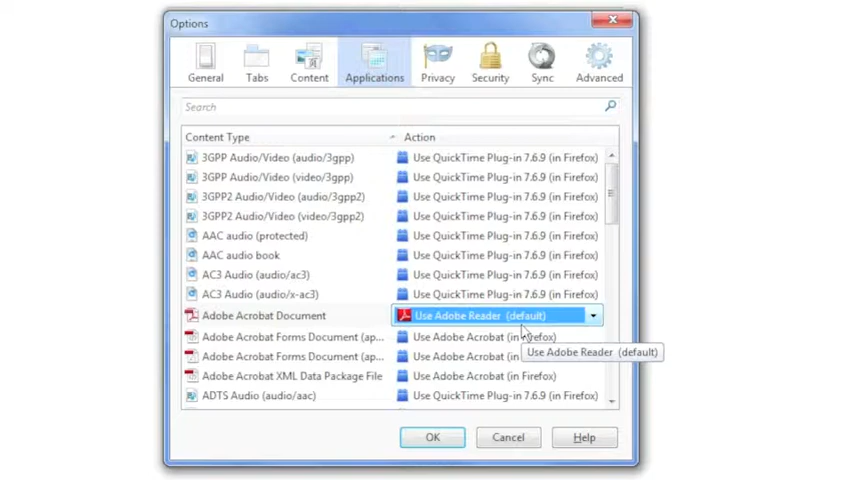 Options
General Tabs Content Applications Privacy Security Sync Advanced
Search
Content Type Action
3GPP Audio/Video (audio/3gpp) Use QuickTime Plug-in 7.6.9 (in Firefox)
3GPP Audio/Video (video/3gpp) Use QuickTime Plug-in 7.6.9 (in Firefox)
3GPP2 Audio/Video (audio/3gpp2) Use QuickTime Plug-in 7.6.9 (in Firefox)
3GPP2 Audio/Video (video/3gpp2) Use QuickTime Plug-in 7.6.9 (in Firefox)
AAC audio (protected) Use QuickTime Plug-in 7.6.9 (in Firefox)
AAC audio book Use QuickTime Plug-in 7.6.9 (in Firefox)
AC3 Audio (audio/ac3) Use QuickTime Plug-in 7.6.9 (in Firefox)
AC3 Audio (audio/x-ac3) Use QuickTime Plug-in 7.6.9 (in Firefox)
Adobe Acrobat Document Use Adobe Reader (default)
Adobe Acrobat Forms Document (ap... Use Adobe Acrobat (in Firefox)
Use Adobe Reader (default)
Adobe Acrobat Forms Document (ap... Use Adobe Acrobat (in Firefox)
Adobe Acrobat XML Data Package File Use Adobe Acrobat (in Firefox)
ADTS Audio (audio/aac) Use QuickTime Plug-in 7.6.9 (in Firefox)
OK Cancel Help